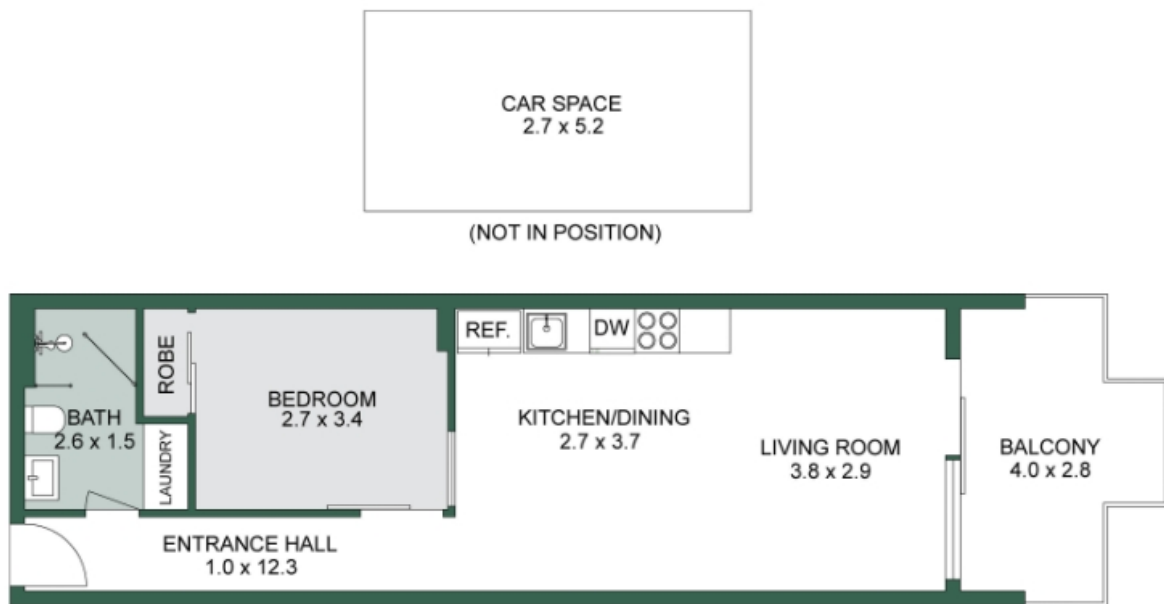 CAR SPACE
2.7 x 5.2
(NOT IN POSITION)
REF.
DW
ROBE
BEDROOM
2.7 x 3.4
BATH
2.6 x 1.5
LAUNDRY
KITCHEN/DINING
2.7 x 3.7
LIVING ROOM
3.8 x 2.9
BALCONY
4.0 x 2.8
ENTRANCE HALL
1.0 x 12.3